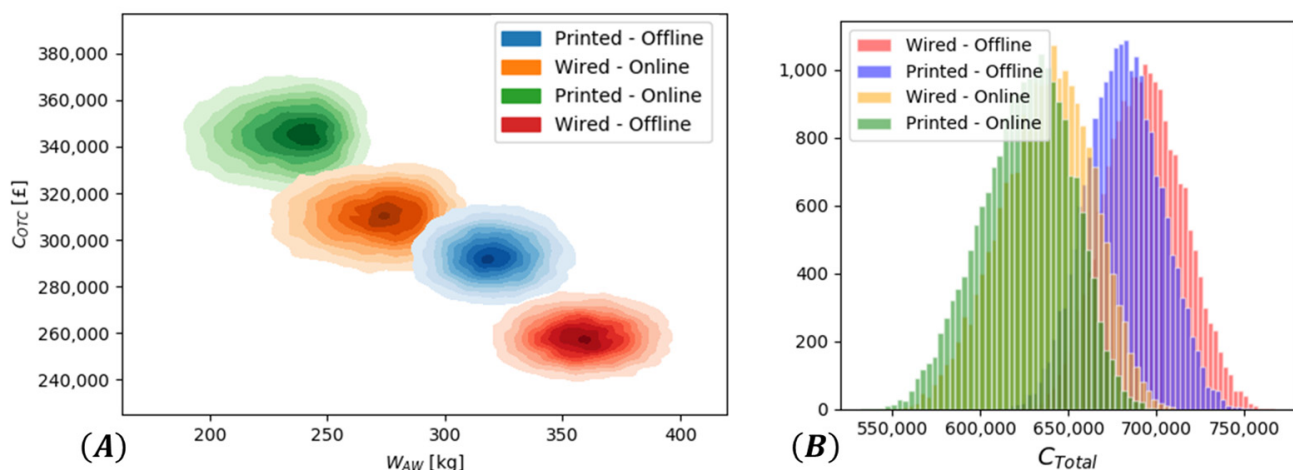 380,000
360,000
340,000
320,000
300,000
280,000
260,000
240,000
C_OTC [£]
200
250
300
350
400
W_AW [kg]
Printed - Offline
Wired - Online
Printed - Online
Wired - Offline
(A)
1,000
800
600
400
200
0
550,000
600,000
650,000
700,000
750,000
C_Total
Wired - Offline
Printed - Offline
Wired - Online
Printed - Online
(B)